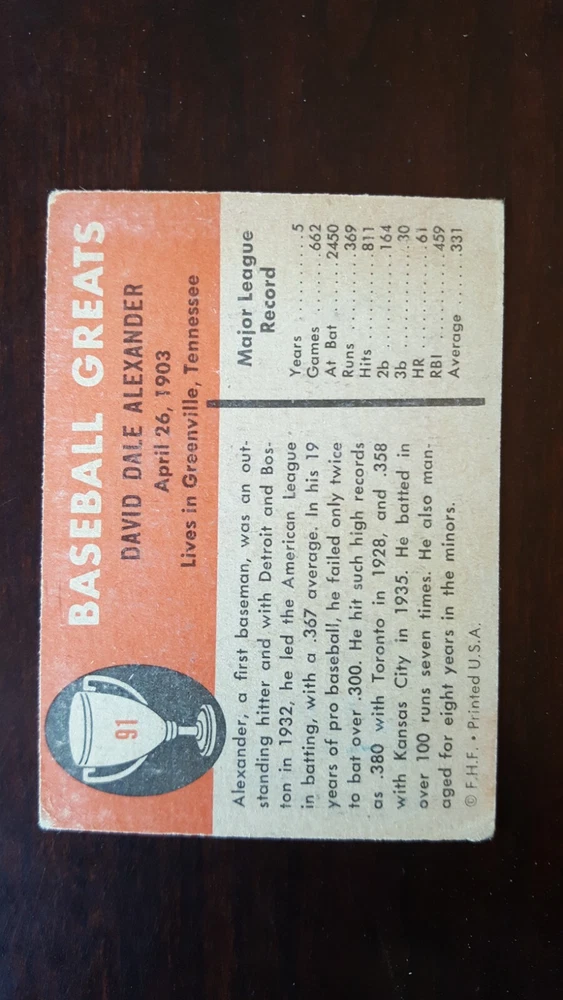 BASEBALL GREATS
DAVID DALE ALEXANDER
April 26, 1903
Lives in Greenville, Tennessee
91
Alexander, a first baseman, was an out-
standing hitter and with Detroit and Bos-
ton in 1932, he led the American League
in batting, with a .367 average. In his 19
years of pro baseball, he failed only twice
to bat over .300. He hit such high records
as .380 with Toronto in 1928, and .358
with Kansas City in 1935. He batted in
over 100 runs seven times. He also man-
aged for eight years in the minors.
© F.H.F. • Printed U.S.A.
Major League
Record
Years ........5
Games ......662
At Bat ....2450
Runs ........369
Hits ..........811
2b ............164
3b ............30
HR ............61
RBI ..........459
Average ....331